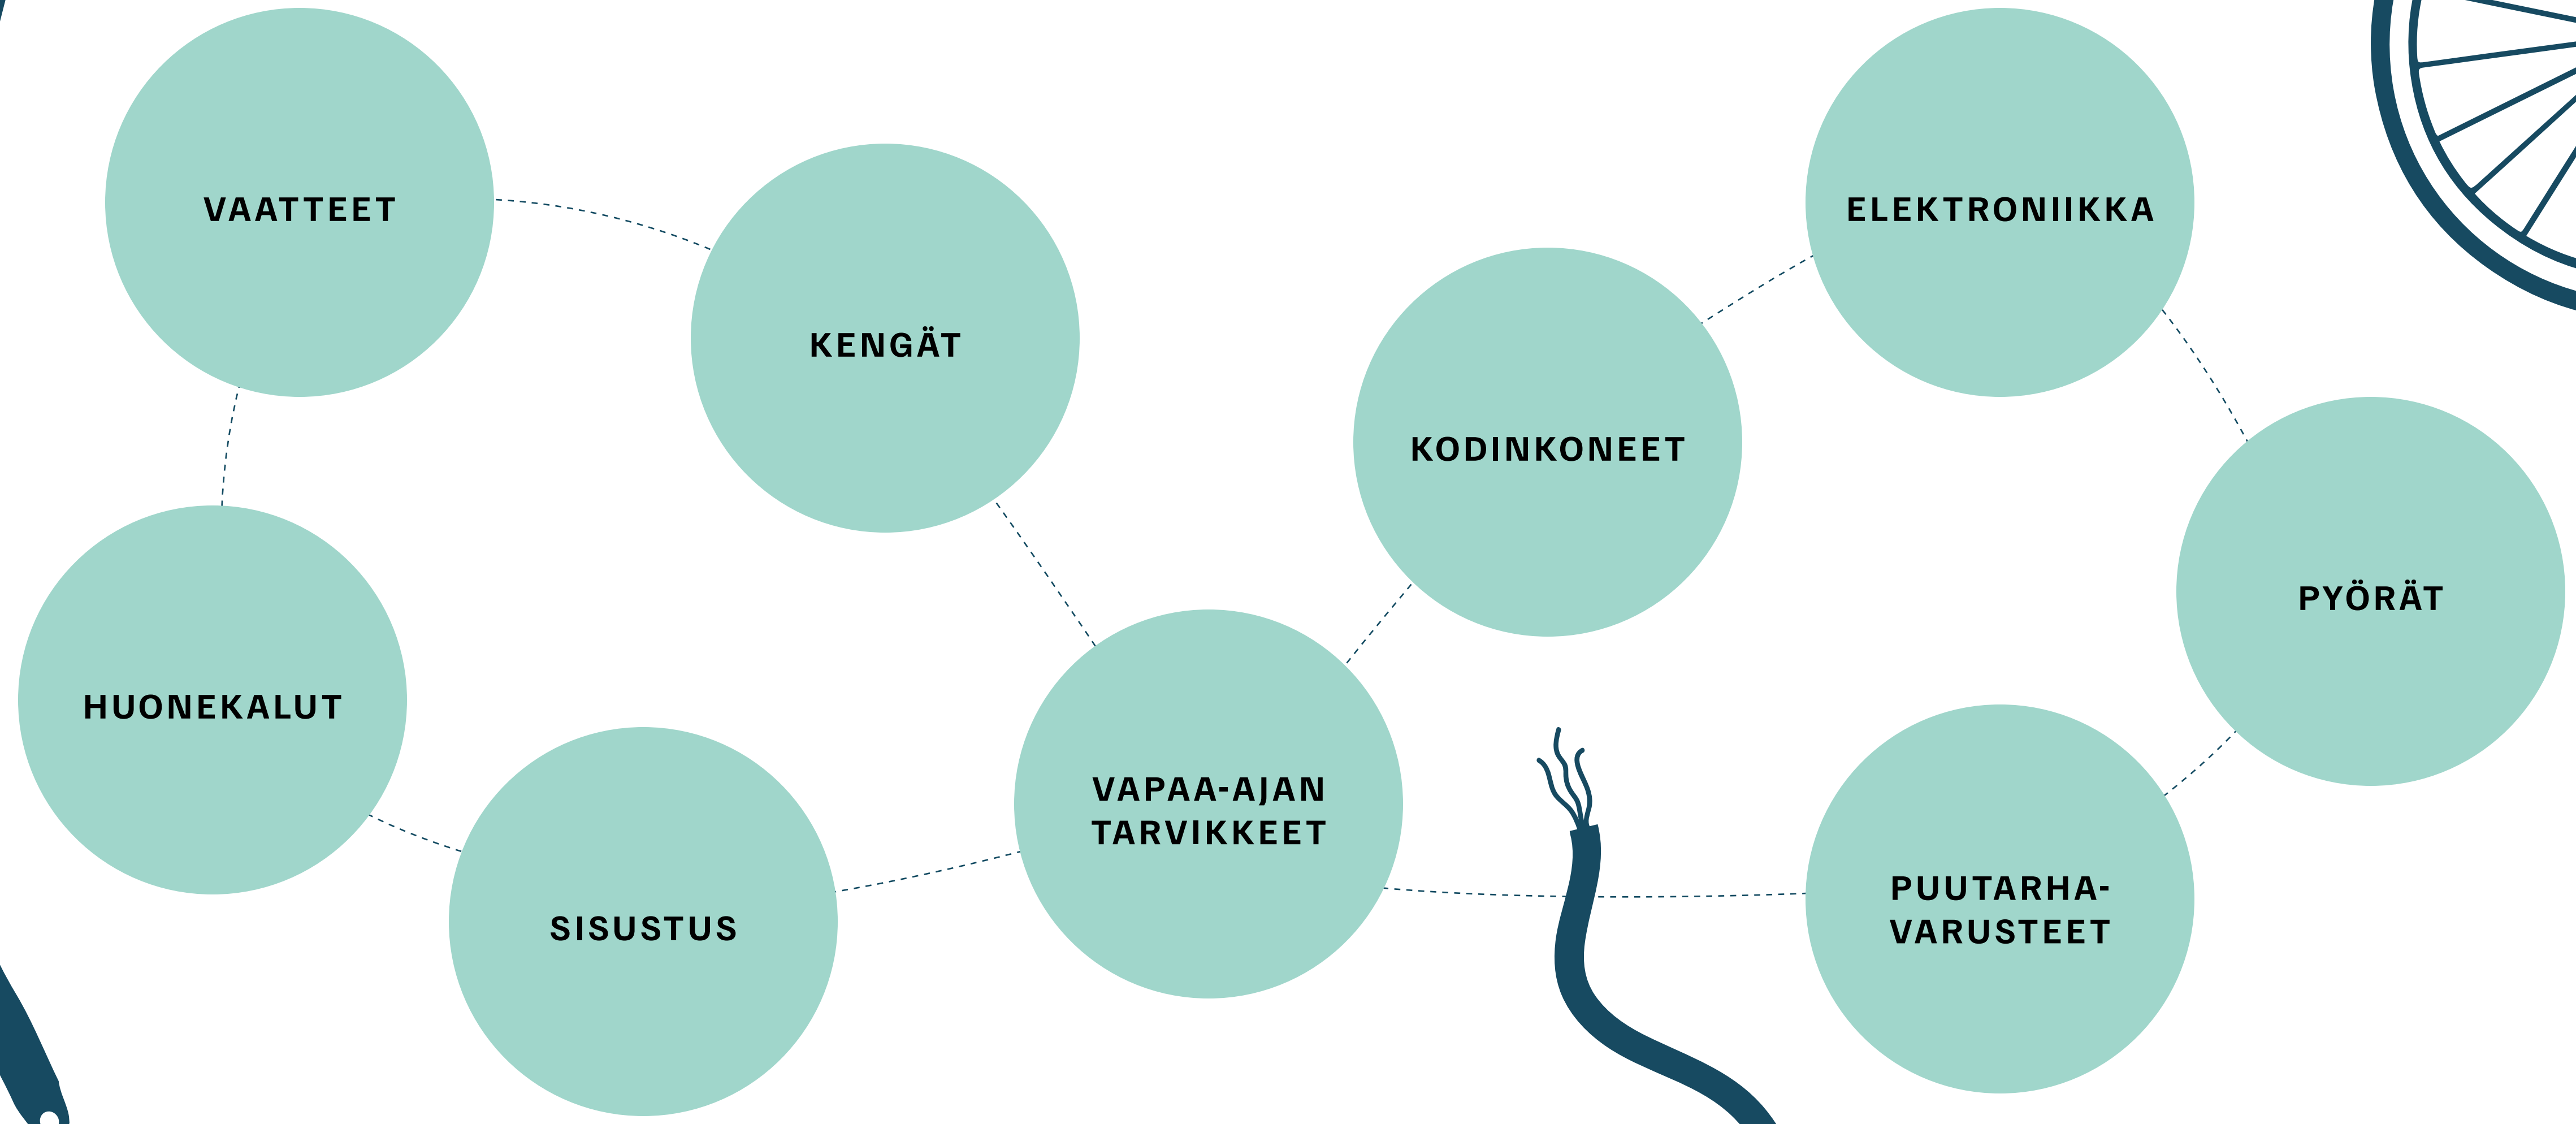 VAATTEET
KENGÄT
ELEKTRONIIKKA
KODINKONEET
PYÖRÄT
HUONEKALUT
SISUSTUS
VAPAA-AJAN
TARVIKKEET
PUUTARHA-
VARUSTEET